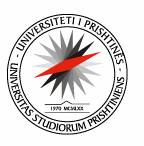 UNIVERSITETI I PRISHTINËS
UNIVERSITAS STUDIORUM PRISHTINIENSIS
1970 MCMLXX